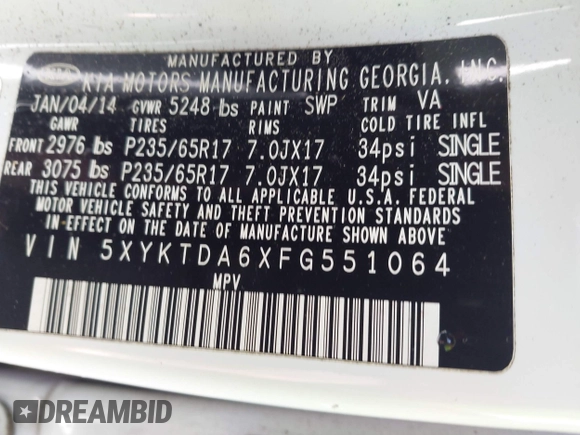 MANUFACTURED BY
KIA MOTORS MANUFACTURING GEORGIA, INC.
JAN/04/14 GVWR 5248 lbs PAINT SWP TRIM VA
GAWR TIRES RIMS COLD TIRE INFL
FRONT 2976 lbs P235/65R17 7.0JX17 34psi SINGLE
REAR 3075 lbs P235/65R17 7.0JX17 34psi SINGLE
THIS VEHICLE CONFORMS TO ALL APPLICABLE U.S.A. FEDERAL
MOTOR VEHICLE SAFETY AND THEFT PREVENTION STANDARDS
IN EFFECT ON THE DATE OF MANUFACTURE SHOWN ABOVE.
VIN 5XYKTDA6XFG551064
MPV
DREAMBID